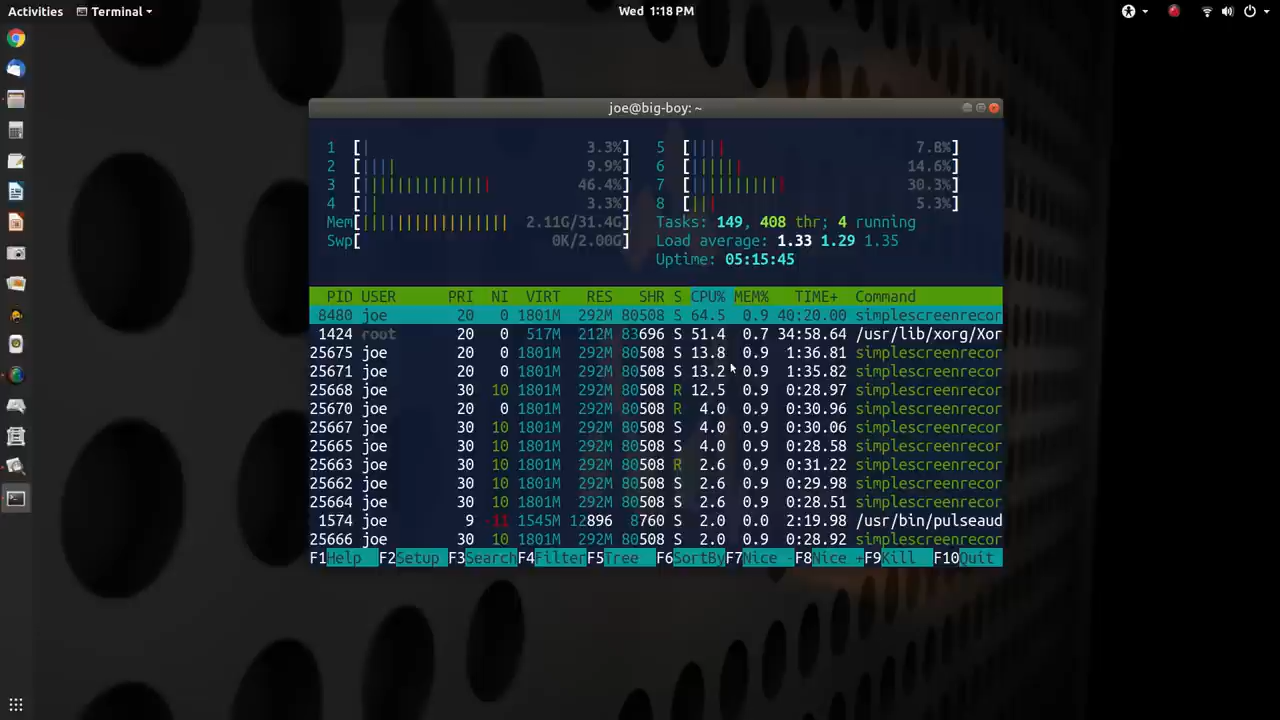 Activities Terminal Wed 1:18 PM
joe@big-boy: ~
1 [| 3.3%] 5 [|||| 7.8%]
2 [|||| 9.9%] 6 [|||||| 14.6%]
3 [||||||||||||||||| 46.4%] 7 [|||||||||||| 30.3%]
4 [|| 3.3%] 8 [||| 5.3%]
Mem[||||||||||||||||||| 2.11G/31.4G] Tasks: 149, 408 thr; 4 running
Swp[ 0K/2.00G] Load average: 1.33 1.29 1.35
Uptime: 05:15:45
PID USER PRI NI VIRT RES SHR S CPU% MEM% TIME+ Command
8480 joe 20 0 1801M 292M 80508 S 64.5 0.9 40:20.00 simplescreenrecor
1424 root 20 0 517M 212M 83696 S 51.4 0.7 34:58.64 /usr/lib/xorg/Xor
25675 joe 20 0 1801M 292M 80508 S 13.8 0.9 1:36.81 simplescreenrecor
25671 joe 20 0 1801M 292M 80508 S 13.2 0.9 1:35.82 simplescreenrecor
25668 joe 30 10 1801M 292M 80508 R 12.5 0.9 0:28.97 simplescreenrecor
25670 joe 20 0 1801M 292M 80508 R 4.0 0.9 0:30.96 simplescreenrecor
25667 joe 30 10 1801M 292M 80508 S 4.0 0.9 0:30.06 simplescreenrecor
25665 joe 30 10 1801M 292M 80508 S 4.0 0.9 0:28.58 simplescreenrecor
25663 joe 30 10 1801M 292M 80508 R 2.6 0.9 0:31.22 simplescreenrecor
25662 joe 30 10 1801M 292M 80508 S 2.6 0.9 0:29.98 simplescreenrecor
25664 joe 30 10 1801M 292M 80508 S 2.6 0.9 0:28.51 simplescreenrecor
1574 joe 9 -11 1545M 12896 8760 S 2.0 0.0 2:19.98 /usr/bin/pulseaud
25666 joe 30 10 1801M 292M 80508 S 2.0 0.9 0:28.92 simplescreenrecor
F1Help F2Setup F3SearchF4FilterF5Tree F6SortByF7Nice -F8Nice +F9Kill F10Quit